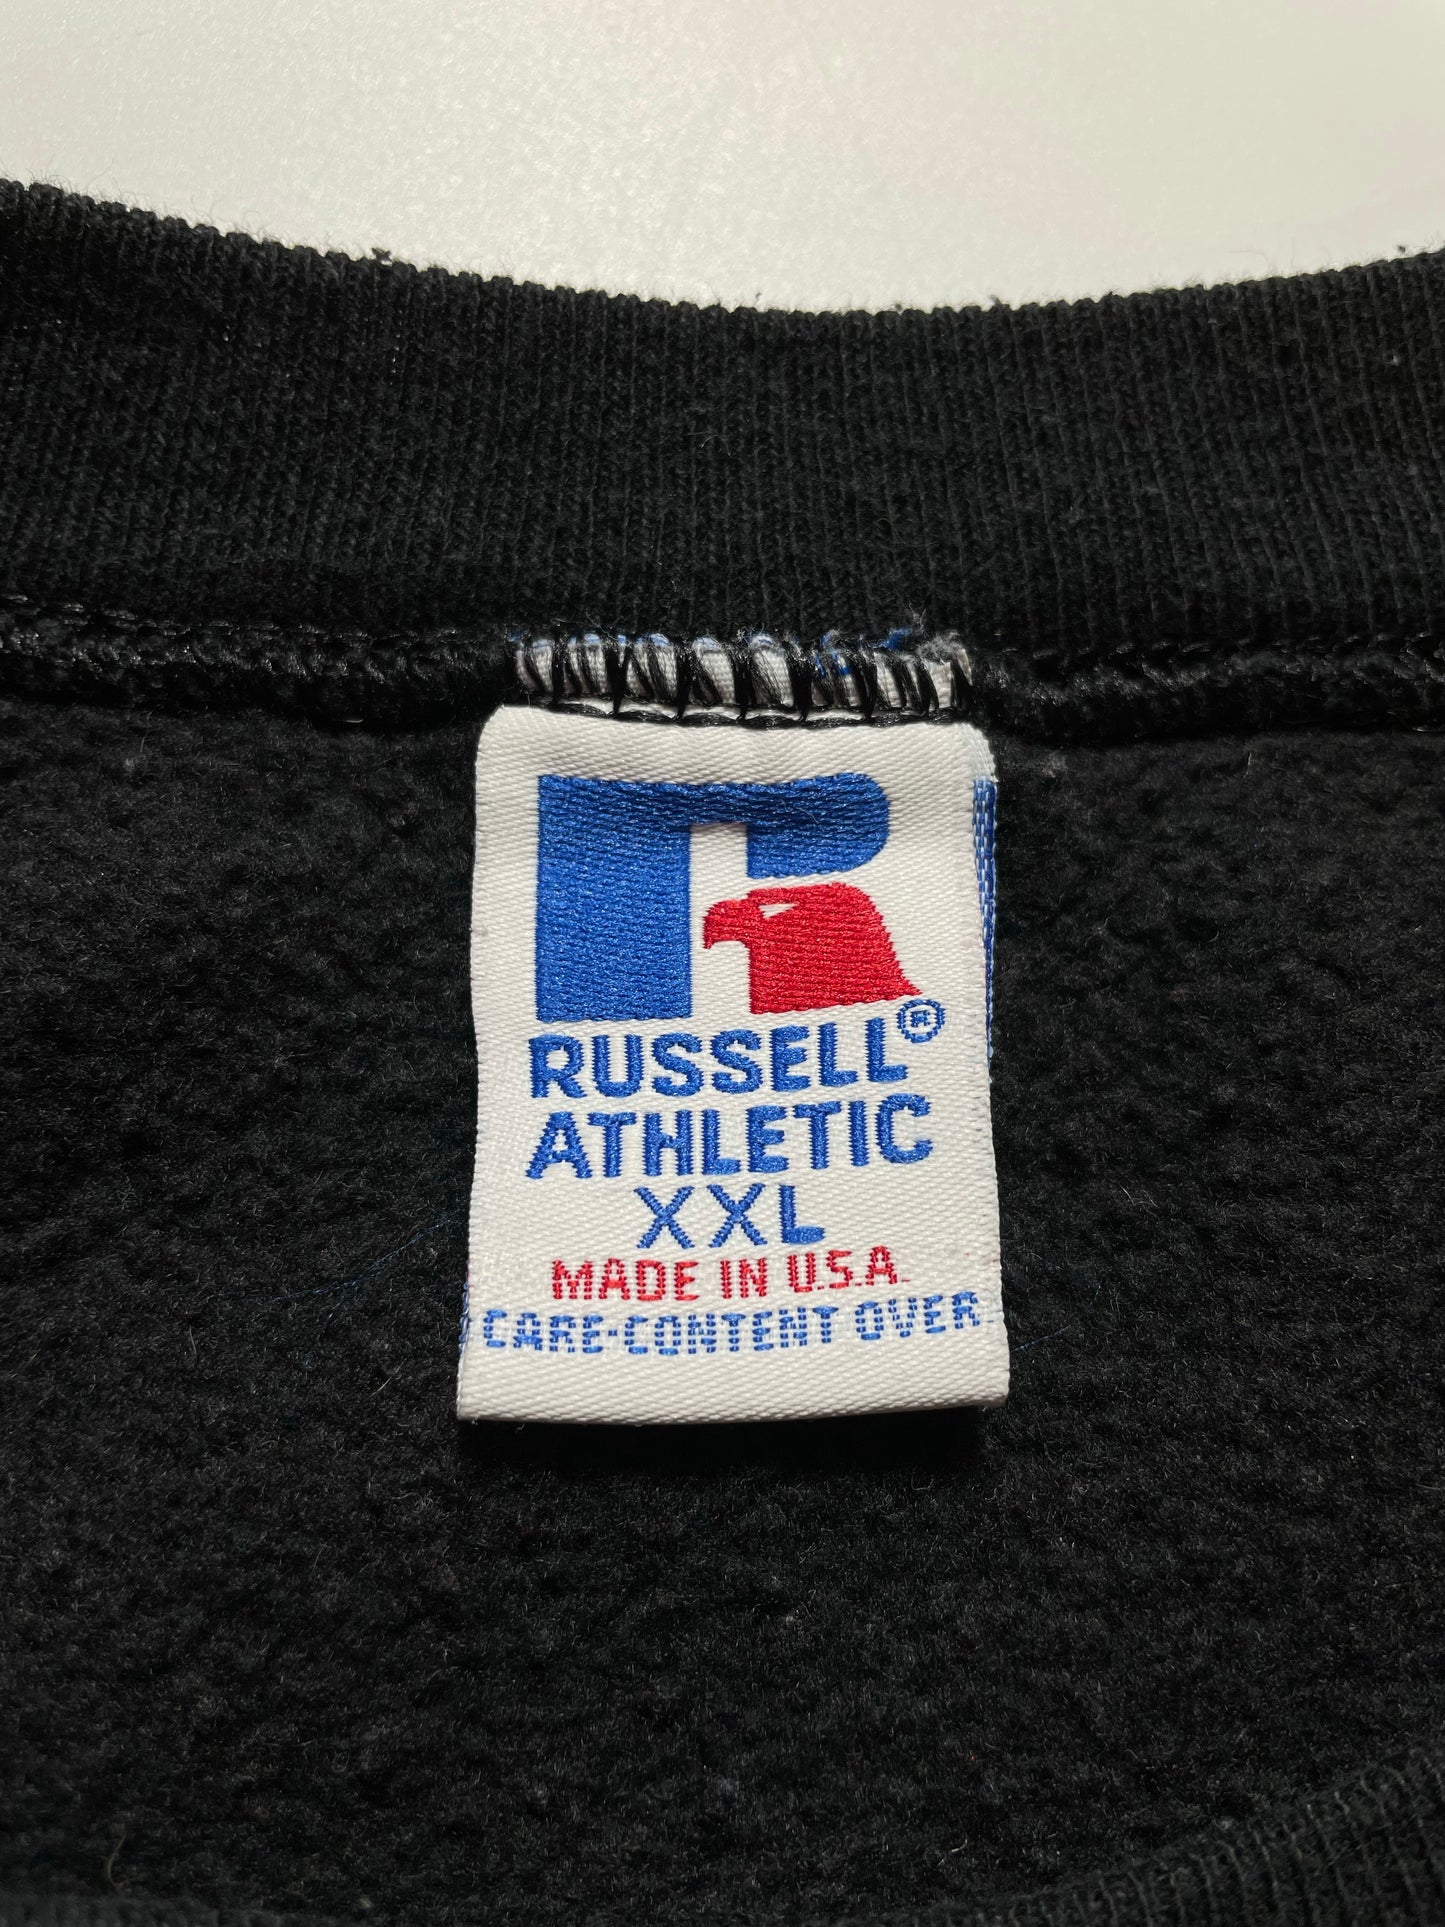 R
RUSSELL®
ATHLETIC
XXL
MADE IN U.S.A.
CARE-CONTENT OVER